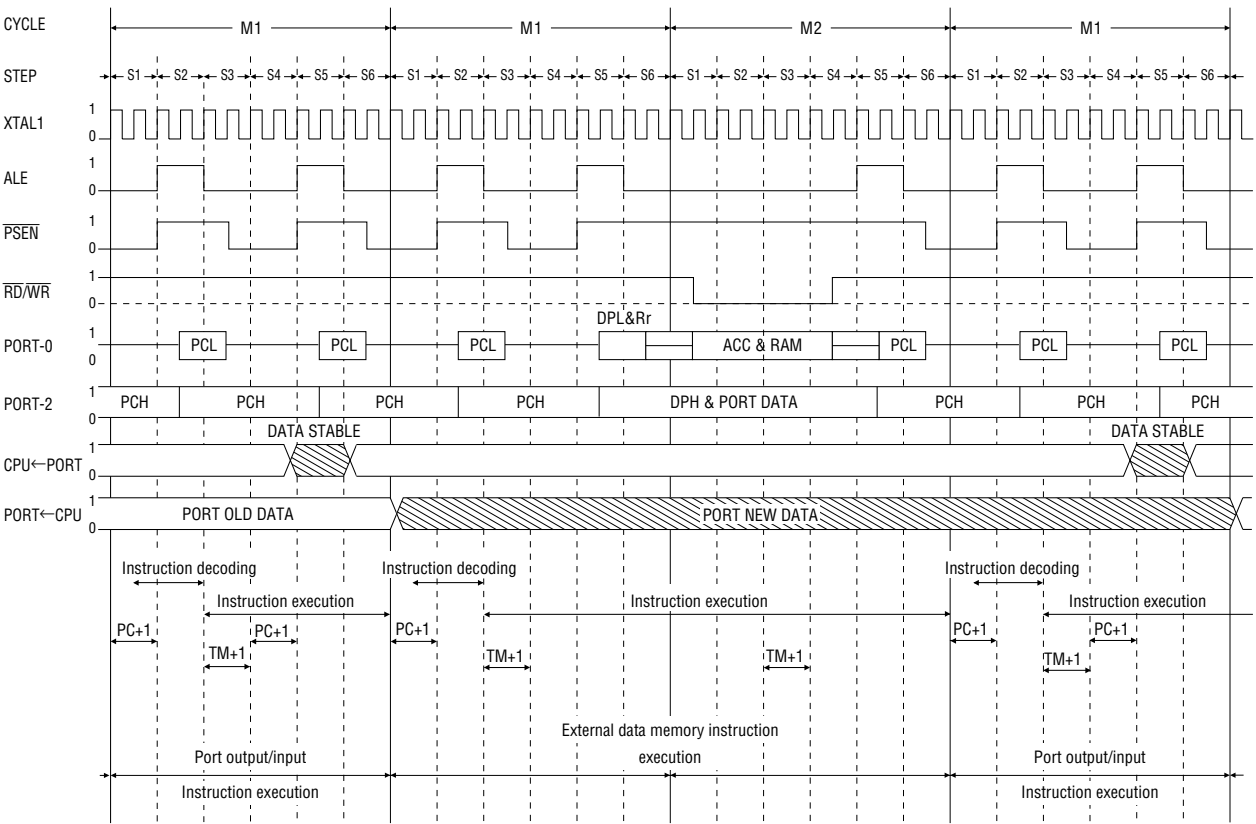 CYCLE M1 M1 M2 M1
STEP S1 S2 S3 S4 S5 S6 S1 S2 S3 S4 S5 S6 S1 S2 S3 S4 S5 S6 S1 S2 S3 S4 S5 S6
XTAL1 1 0
ALE 1 0
PSEN 1 0
RD/WR 1 0
DPL&Rr
PORT-0 1 0 PCL PCL PCL ACC & RAM PCL PCL PCL
PORT-2 1 0 PCH PCH PCH PCH DPH & PORT DATA PCH PCH PCH
DATA STABLE DATA STABLE
CPU←PORT 1 0
PORT←CPU 1 0 PORT OLD DATA PORT NEW DATA
Instruction decoding Instruction decoding Instruction decoding
Instruction execution Instruction execution Instruction execution
PC+1 PC+1 PC+1 PC+1 PC+1
TM+1 TM+1 TM+1 TM+1
External data memory instruction
Port output/input execution Port output/input
Instruction execution Instruction execution